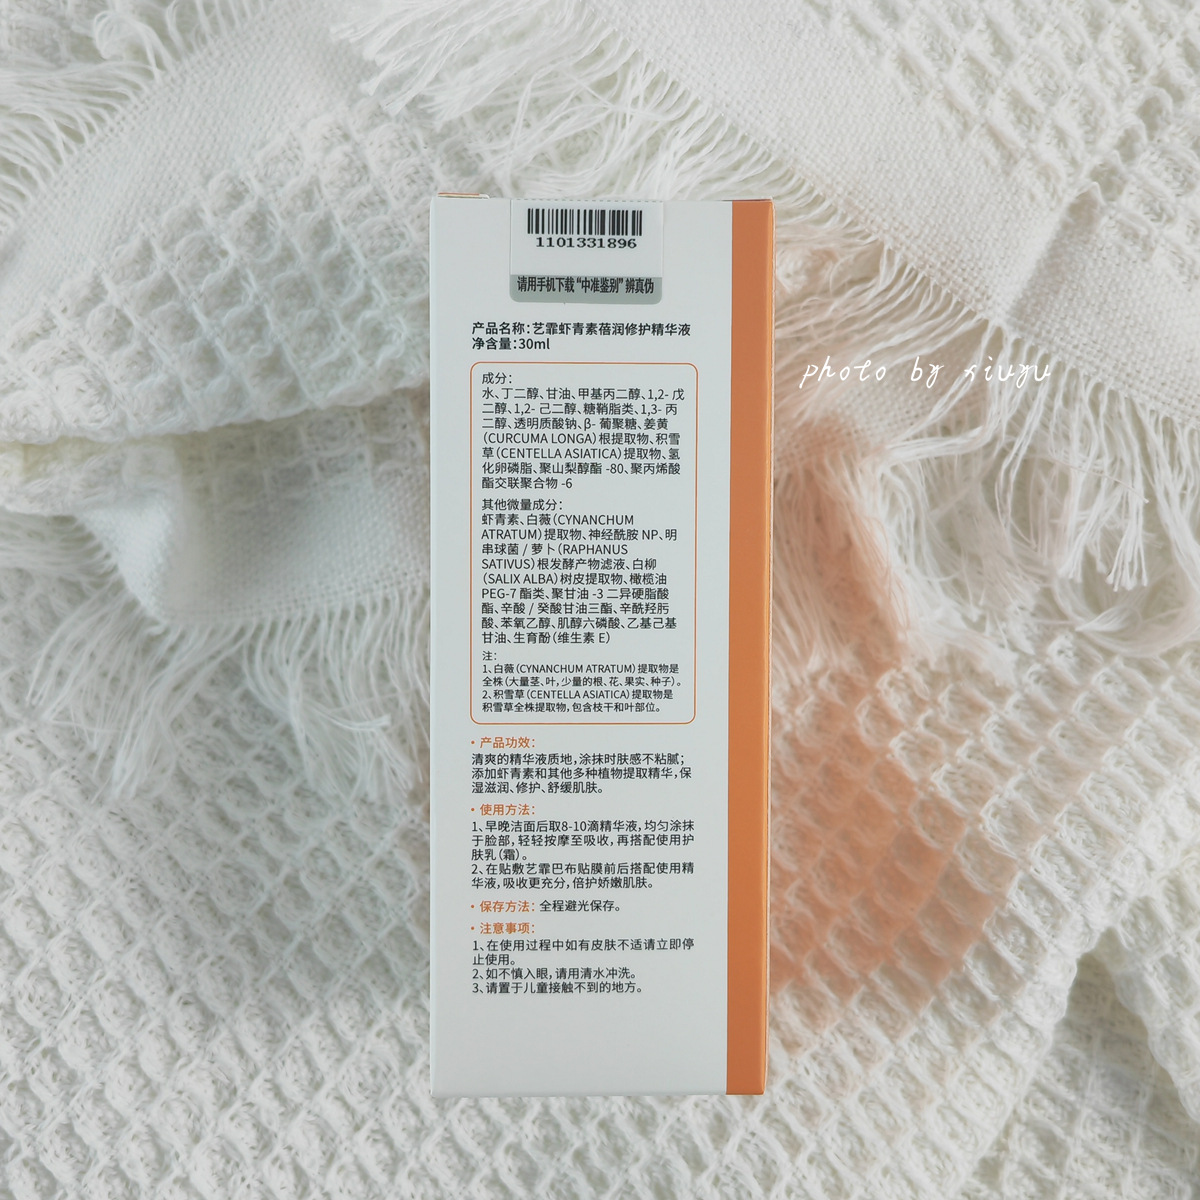 1101331896
请用手机下载“中准鉴别”辨真伪
产品名称：艺霏虾青素蓓润修护精华液
净含量：30ml
photo by xiuyu
成分：
水、丁二醇、甘油、甲基丙二醇、1,2- 戊
二醇、1,2- 己二醇、糖鞘脂类、1,3- 丙
二醇、透明质酸钠、β- 葡聚糖、姜黄
（CURCUMA LONGA）根提取物、积雪
草（CENTELLA ASIATICA）提取物、氢
化卵磷脂、聚山梨醇酯 -80、聚丙烯酸
酯交联聚合物 -6
其他微量成分：
虾青素、白薇（CYNANCHUM
ATRATUM）提取物、神经酰胺 NP、明
串球菌 / 萝卜（RAPHANUS
SATIVUS）根发酵产物滤液、白柳
（SALIX ALBA）树皮提取物、橄榄油
PEG-7 酯类、聚甘油 -3 二异硬脂酸
酯、辛酸 / 癸酸甘油三酯、辛酰羟肟
酸、苯氧乙醇、肌醇六磷酸、乙基己基
甘油、生育酚（维生素 E）
注：
1、白薇（CYNANCHUM ATRATUM）提取物是
全株（大量茎、叶，少量的根、花、果实、种子）。
2、积雪草（CENTELLA ASIATICA）提取物是
积雪草全株提取物，包含枝干和叶部位。
• 产品功效：
清爽的精华液质地，涂抹时肤感不粘腻；
添加虾青素和其他多种植物提取精华，保
湿滋润、修护、舒缓肌肤。
• 使用方法：
1、早晚洁面后取8-10滴精华液，均匀涂抹
于脸部，轻轻按摩至吸收，再搭配使用护
肤乳（霜）。
2、在贴敷艺霏巴布贴膜前后搭配使用精
华液，吸收更充分，倍护娇嫩肌肤。
• 保存方法：全程避光保存。
• 注意事项：
1、在使用过程中如有皮肤不适请立即停
止使用。
2、如不慎入眼，请用清水冲洗。
3、请置于儿童接触不到的地方。